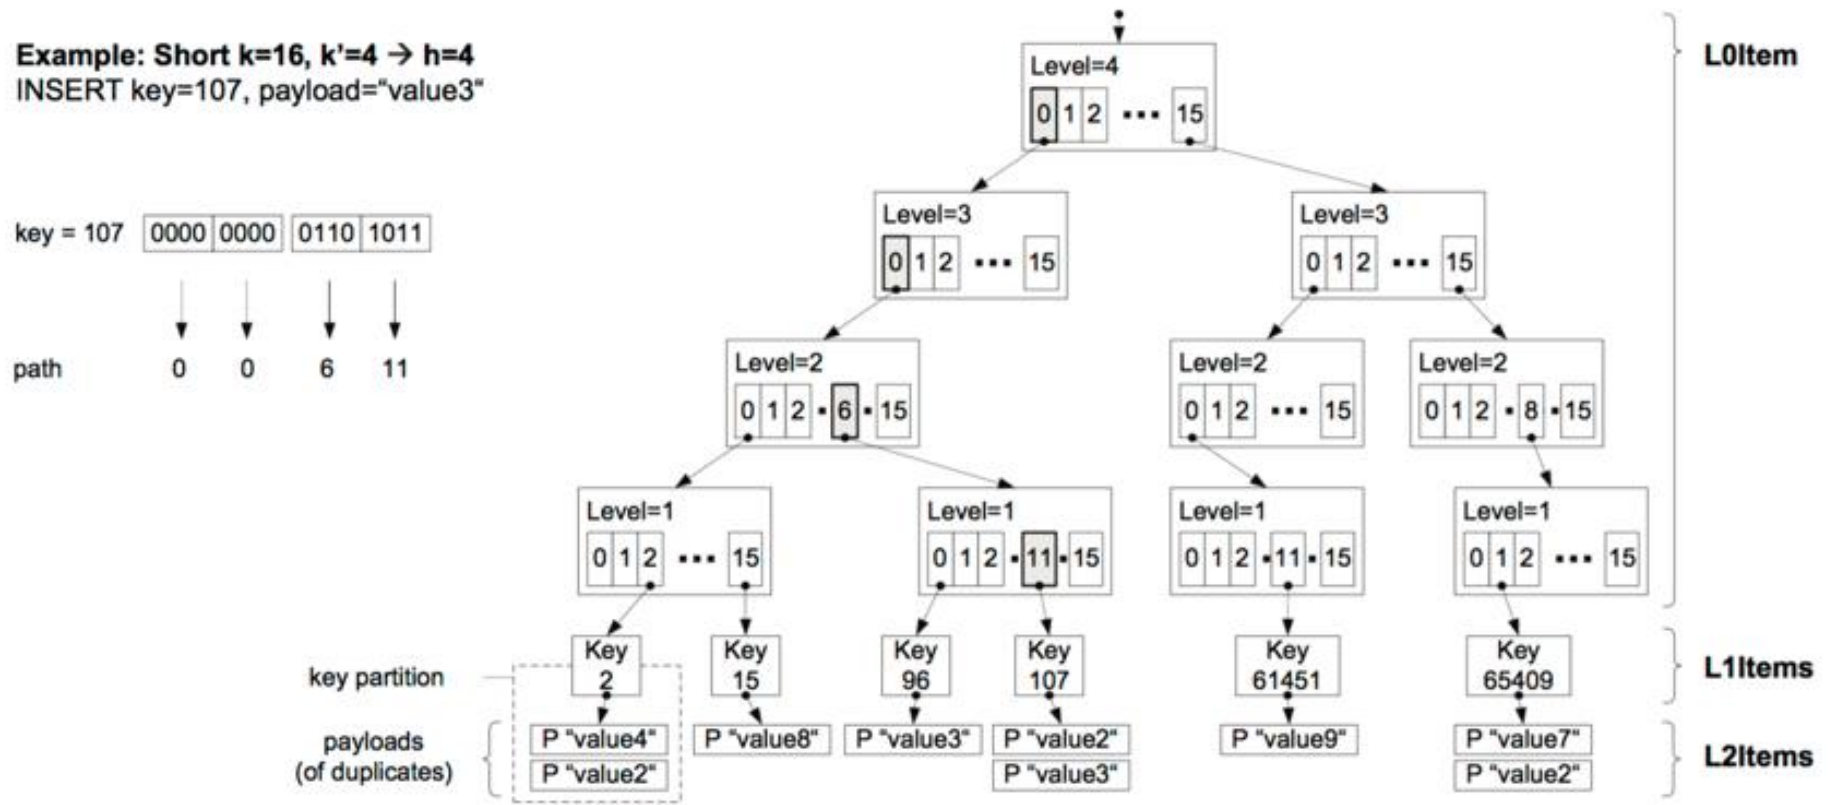 Example: Short k=16, k’=4 → h=4
INSERT key=107, payload=“value3“
key = 107 0000 0000 0110 1011
path 0 0 6 11
Level=4
0 1 2 ... 15
L0Item
Level=3
0 1 2 ... 15
Level=3
0 1 2 ... 15
Level=2
0 1 2 . 6 . 15
Level=2
0 1 2 ... 15
Level=2
0 1 2 . 8 . 15
Level=1
0 1 2 ... 15
Level=1
0 1 2 . 11 . 15
Level=1
0 1 2 . 11 . 15
Level=1
0 1 2 ... 15
key partition
Key
2
Key
15
Key
96
Key
107
Key
61451
Key
65409
L1Items
payloads
(of duplicates)
P “value4“
P “value2“
P “value8“
P “value3“
P “value2“
P “value3“
P “value9“
P “value7“
P “value2“
L2Items